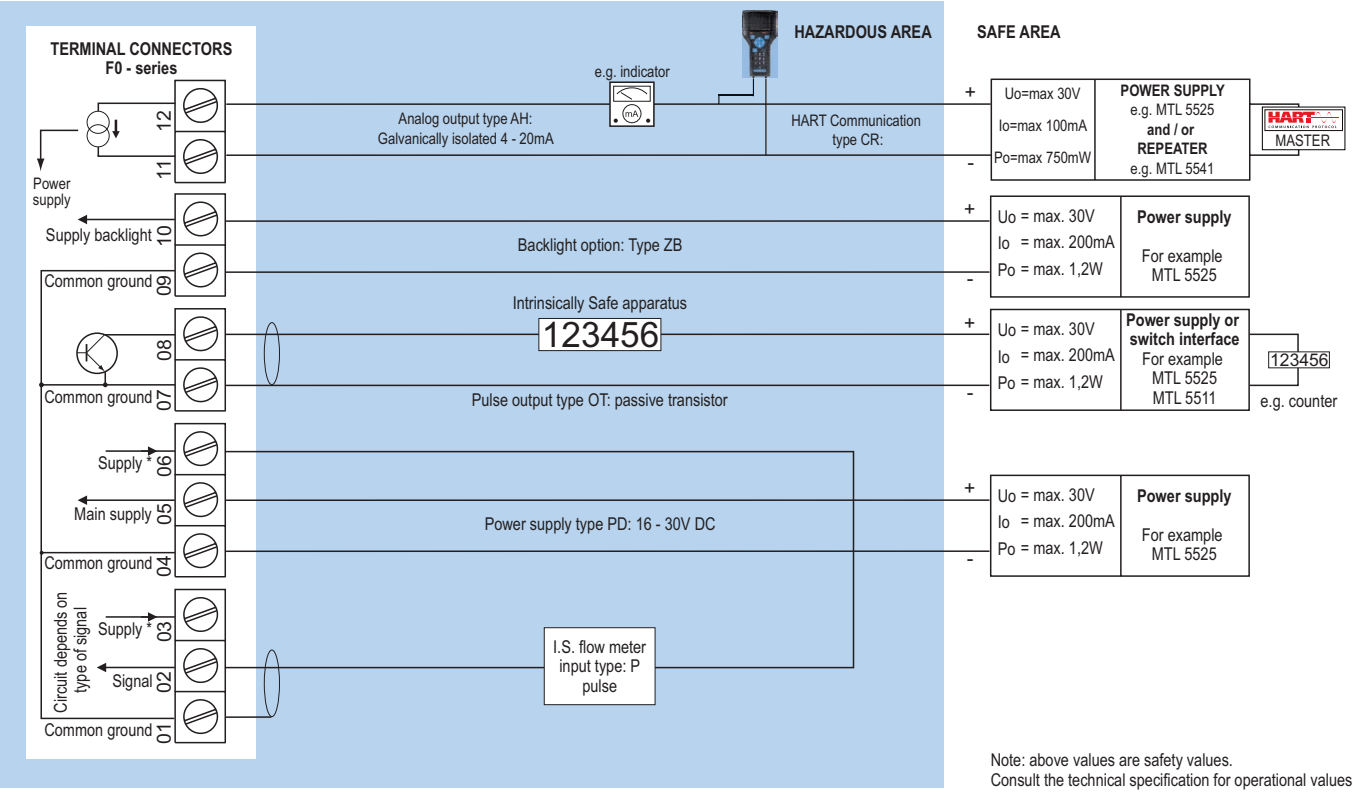 TERMINAL CONNECTORS
F0 - series
HAZARDOUS AREA
SAFE AREA
12
11
Power
supply
e.g. indicator
(mA)
Analog output type AH:
Galvanically isolated 4 - 20mA
HART Communication
type CR:
+
-
Uo=max 30V
Io=max 100mA
Po=max 750mW
POWER SUPPLY
e.g. MTL 5525
and / or
REPEATER
e.g. MTL 5541
HART
COMMUNICATION PROTOCOL
MASTER
Supply backlight
10
Common ground
09
Backlight option: Type ZB
+
-
Uo = max. 30V
Io = max. 200mA
Po = max. 1,2W
Power supply
For example
MTL 5525
08
Common ground
07
Intrinsically Safe apparatus
123456
Pulse output type OT: passive transistor
+
-
Uo = max. 30V
Io = max. 200mA
Po = max. 1,2W
Power supply or
switch interface
For example
MTL 5525
MTL 5511
123456
e.g. counter
Supply *
06
Main supply
05
Common ground
04
Power supply type PD: 16 - 30V DC
+
-
Uo = max. 30V
Io = max. 200mA
Po = max. 1,2W
Power supply
For example
MTL 5525
Circuit depends on
type of signal
Supply *
03
Signal
02
Common ground
01
I.S. flow meter
input type: P
pulse
Note: above values are safety values.
Consult the technical specification for operational values